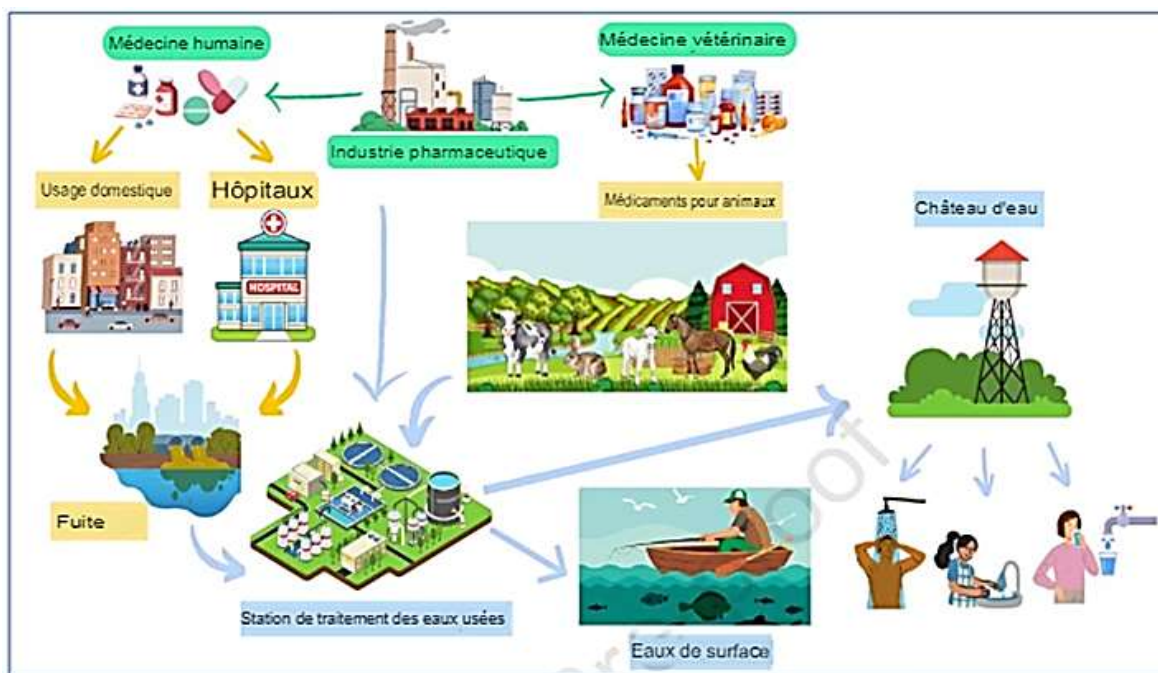 Médecine humaine
Médecine vétérinaire
Industrie pharmaceutique
Usage domestique
Hôpitaux
HOSPITAL
Médicaments pour animaux
Château d'eau
Fuite
Station de traitement des eaux usées
Eaux de surface